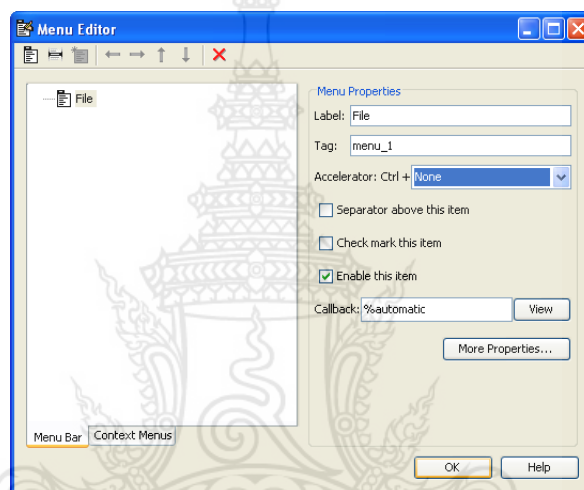 Menu Editor
File
Menu Properties
Label: File
Tag: menu_1
Accelerator: Ctrl + None
Separator above this item
Check mark this item
Enable this item
Callback: %automatic View
More Properties...
Menu Bar Context Menus
OK Help